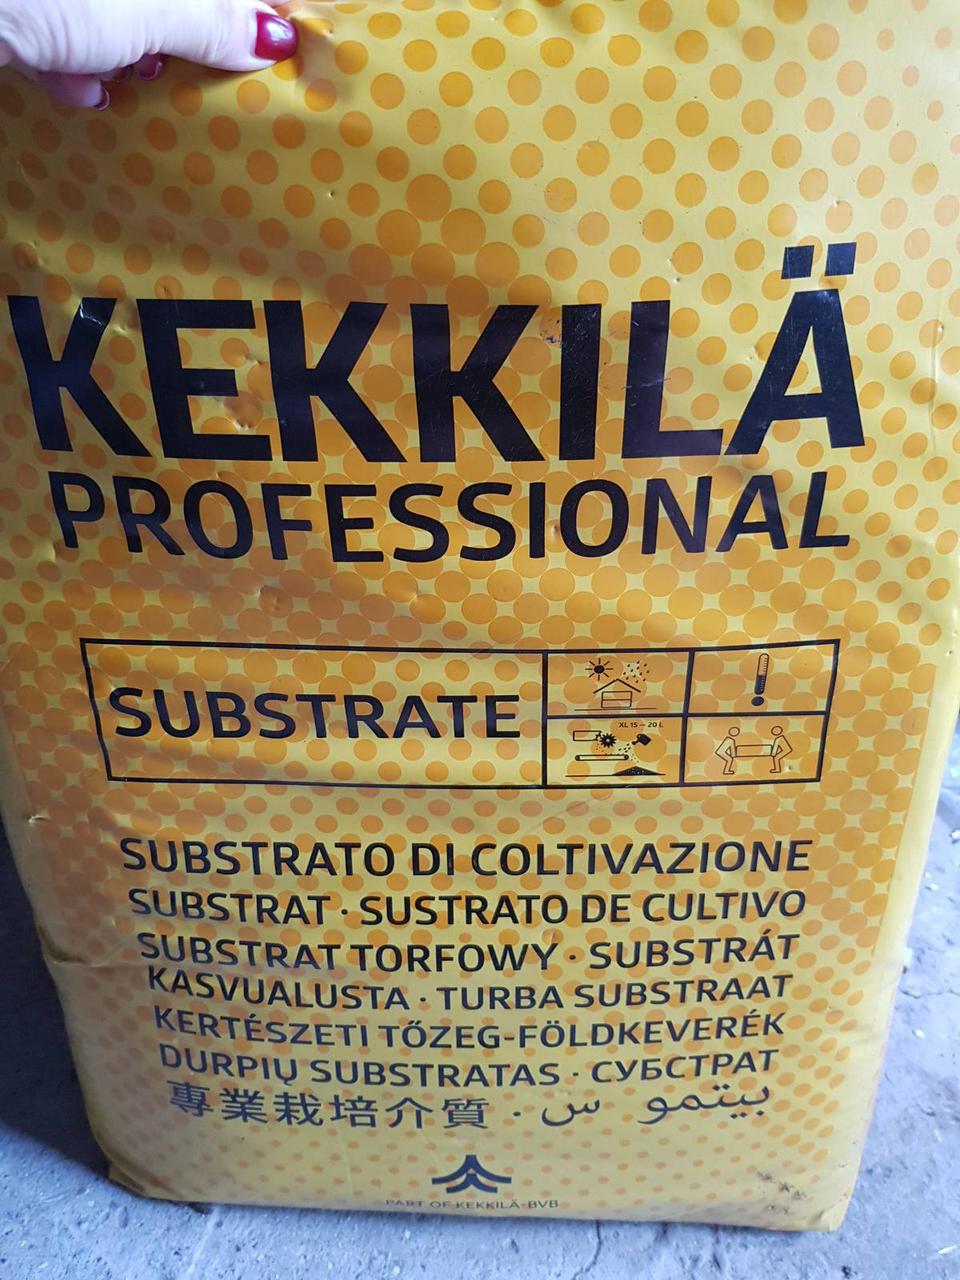 KEKKILÄ
PROFESSIONAL
SUBSTRATE
XL 15 – 20 L
SUBSTRATO DI COLTIVAZIONE
SUBSTRAT · SUSTRATO DE CULTIVO
SUBSTRAT TORFOWY · SUBSTRÁT
KASVUALUSTA · TURBA SUBSTRAAT
KERTÉSZETI TŐZEG-FÖLDKEVERÉK
DURPIŲ SUBSTRATAS · СУБСТРАТ
專業栽培介質 · بيتمو س
PART OF KEKKILÄ-BVB